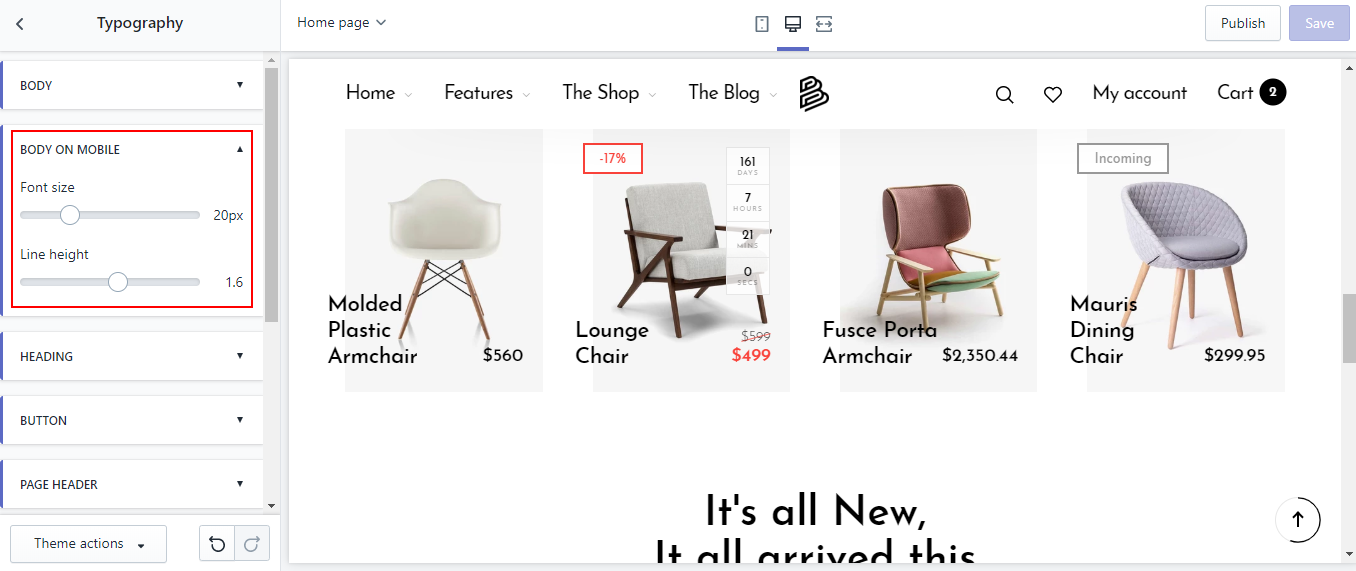 Typography
Home page
Publish
Save
BODY
BODY ON MOBILE
Font size
20px
Line height
1.6
HEADING
BUTTON
PAGE HEADER
Theme actions
Home
Features
The Shop
The Blog
My account
Cart 2
Molded
Plastic
Armchair
$560
-17%
161
DAYS
7
HOURS
21
MINS
0
SECS
Lounge
Chair
$599
$499
Fusce Porta
Armchair
$2,350.44
Incoming
Mauris
Dining
Chair
$299.95
It's all New,
It all arrived this